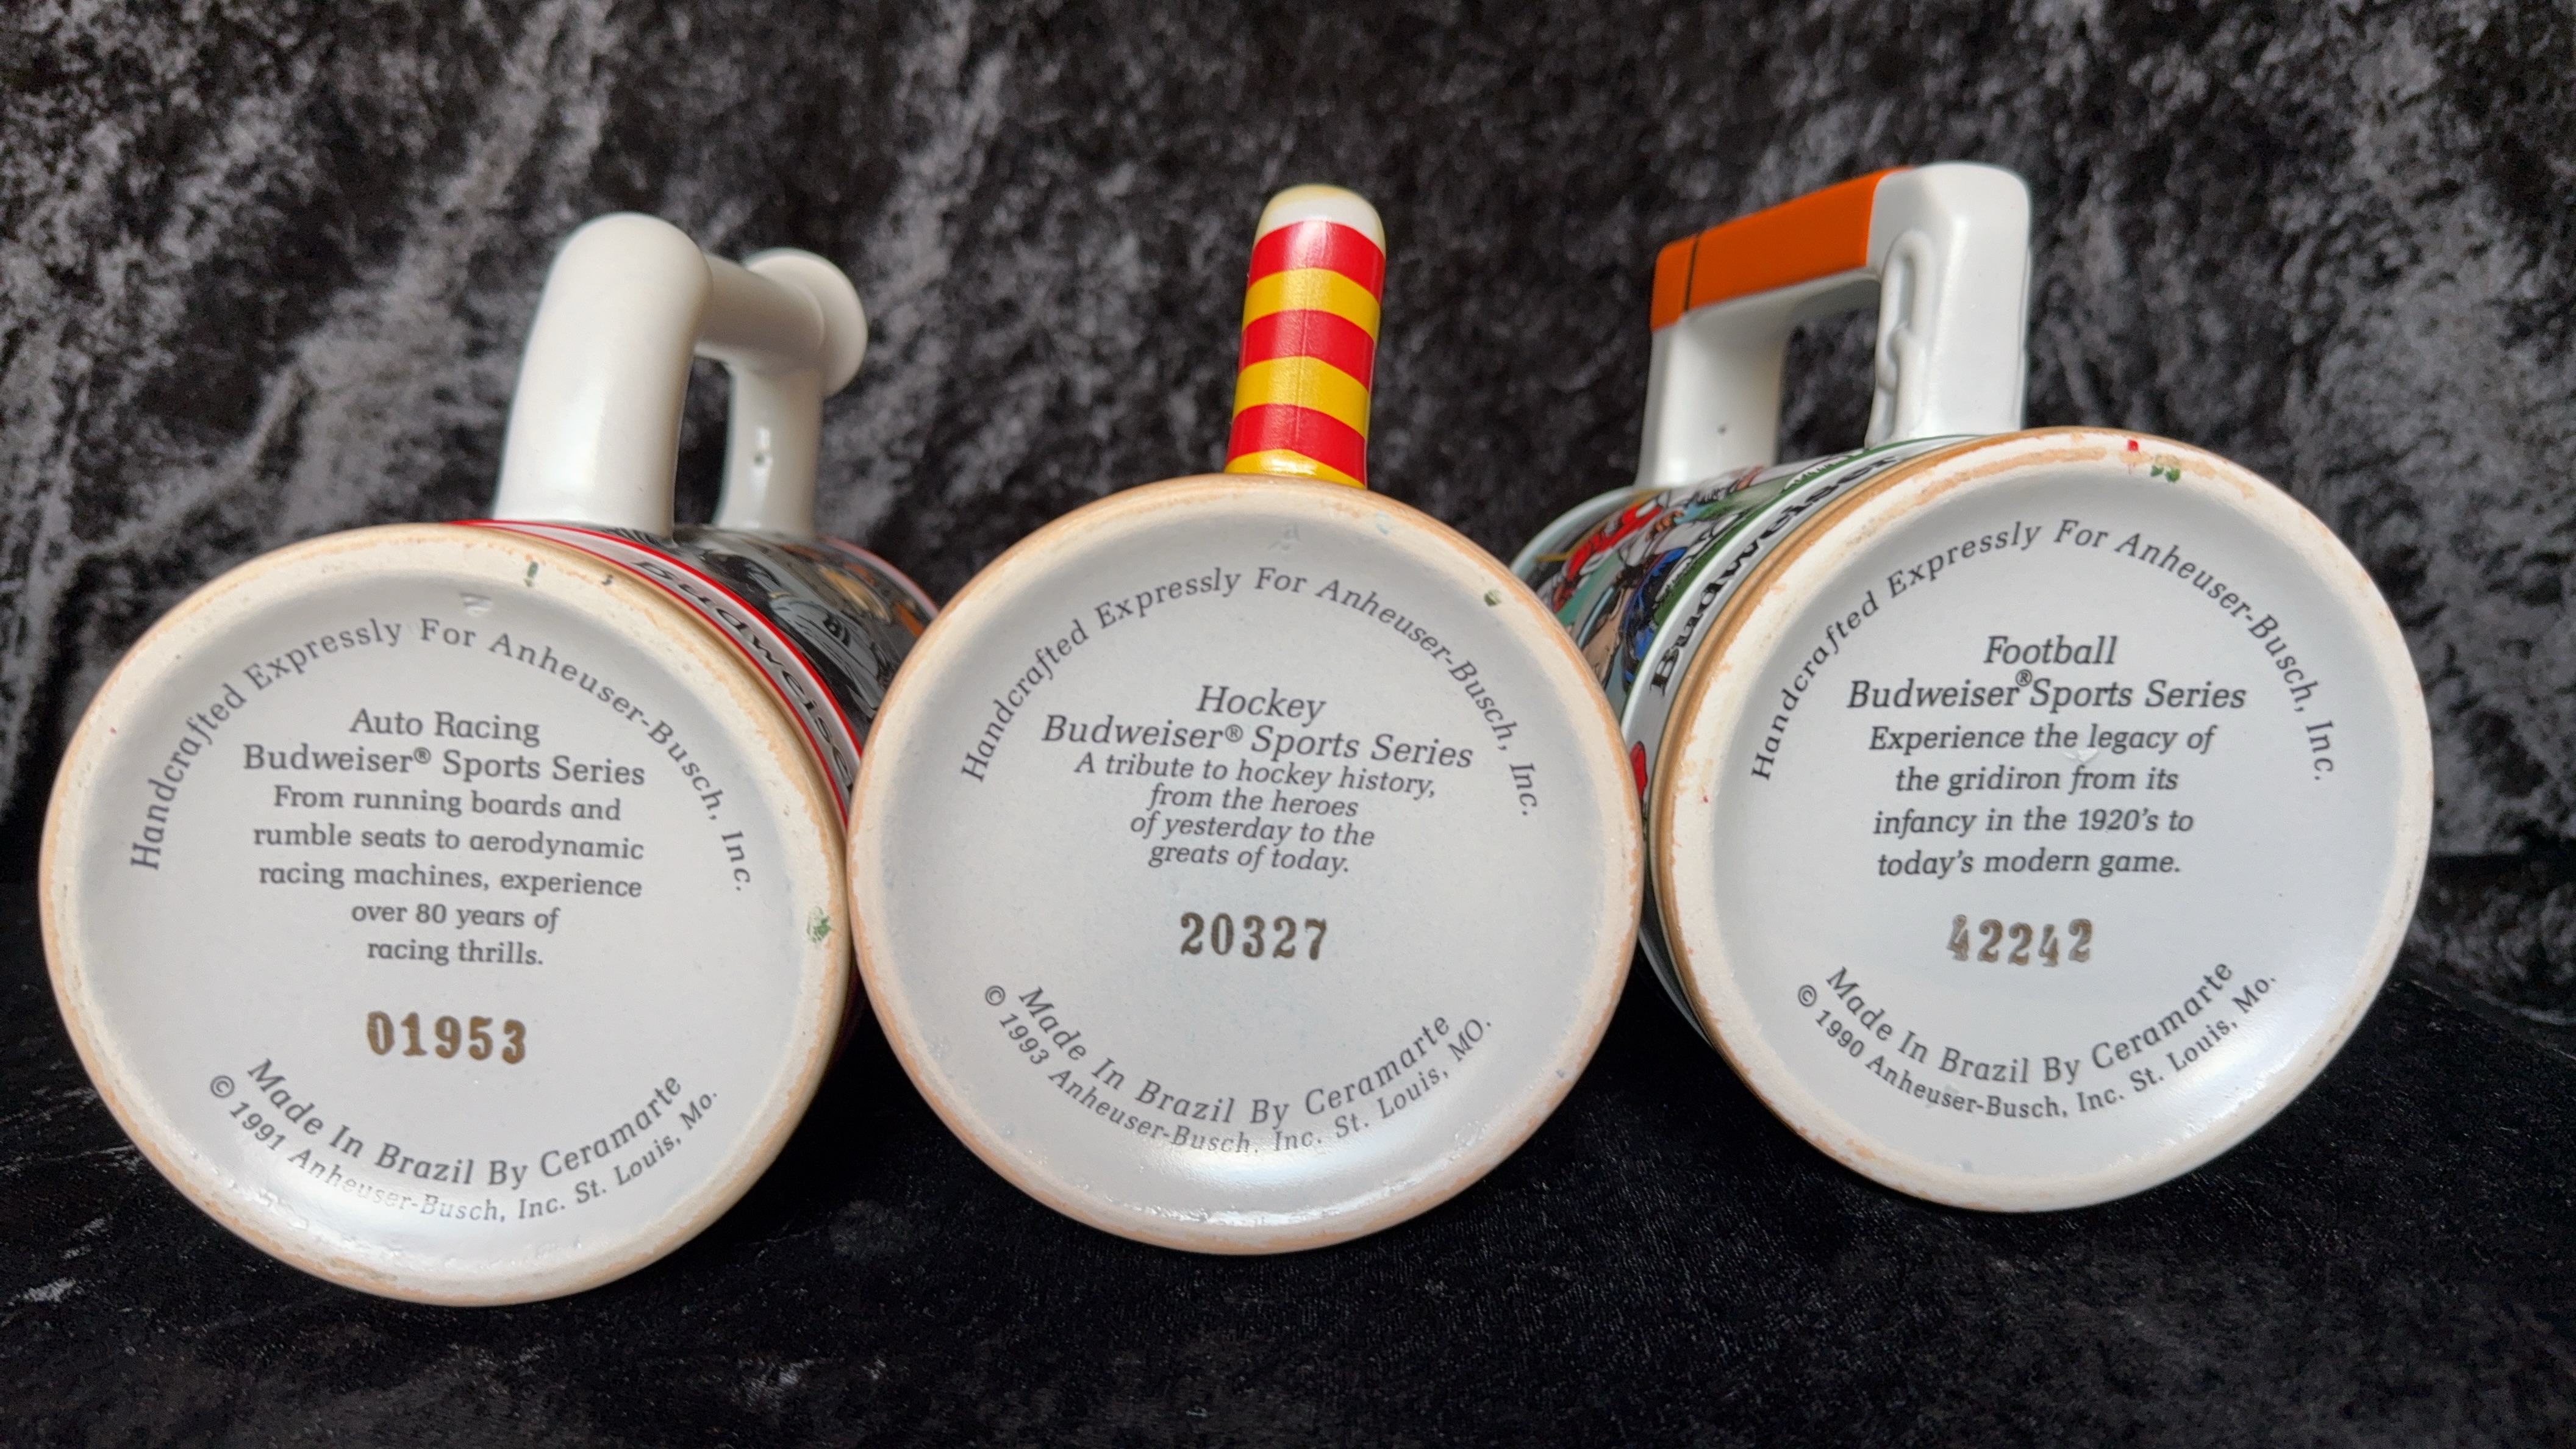 Budweiser
Handcrafted Expressly For Anheuser-Busch, Inc.
Auto Racing
Budweiser® Sports Series
From running boards and
rumble seats to aerodynamic
racing machines, experience
over 80 years of
racing thrills.
01953
Made In Brazil By Ceramarte
© 1991 Anheuser-Busch, Inc. St. Louis, Mo.
Handcrafted Expressly For Anheuser-Busch, Inc.
Hockey
Budweiser® Sports Series
A tribute to hockey history,
from the heroes
of yesterday to the
greats of today.
20327
Made In Brazil By Ceramarte
© 1993 Anheuser-Busch, Inc. St. Louis, MO.
Budweiser
Handcrafted Expressly For Anheuser-Busch, Inc.
Football
Budweiser® Sports Series
Experience the legacy of
the gridiron from its
infancy in the 1920's to
today's modern game.
42242
Made In Brazil By Ceramarte
© 1990 Anheuser-Busch, Inc. St. Louis, Mo.